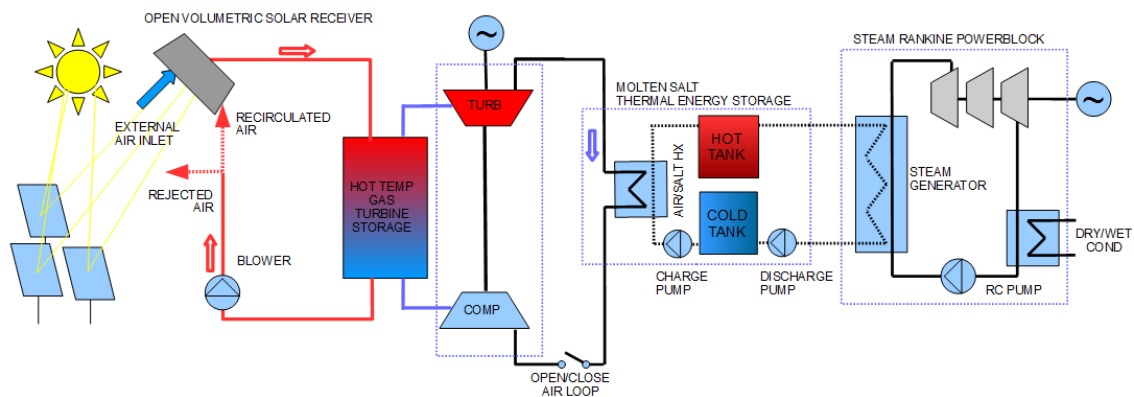 OPEN VOLUMETRIC SOLAR RECEIVER
EXTERNAL
AIR INLET
RECIRCULATED
AIR
REJECTED
AIR
BLOWER
HOT TEMP
GAS
TURBINE
STORAGE
~
TURB
COMP
OPEN/CLOSE
AIR LOOP
MOLTEN SALT
THERMAL ENERGY STORAGE
AIR/SALT HX
HOT
TANK
COLD
TANK
CHARGE
PUMP
DISCHARGE
PUMP
STEAM RANKINE POWERBLOCK
STEAM
GENERATOR
~
DRY/WET
COND
RC PUMP